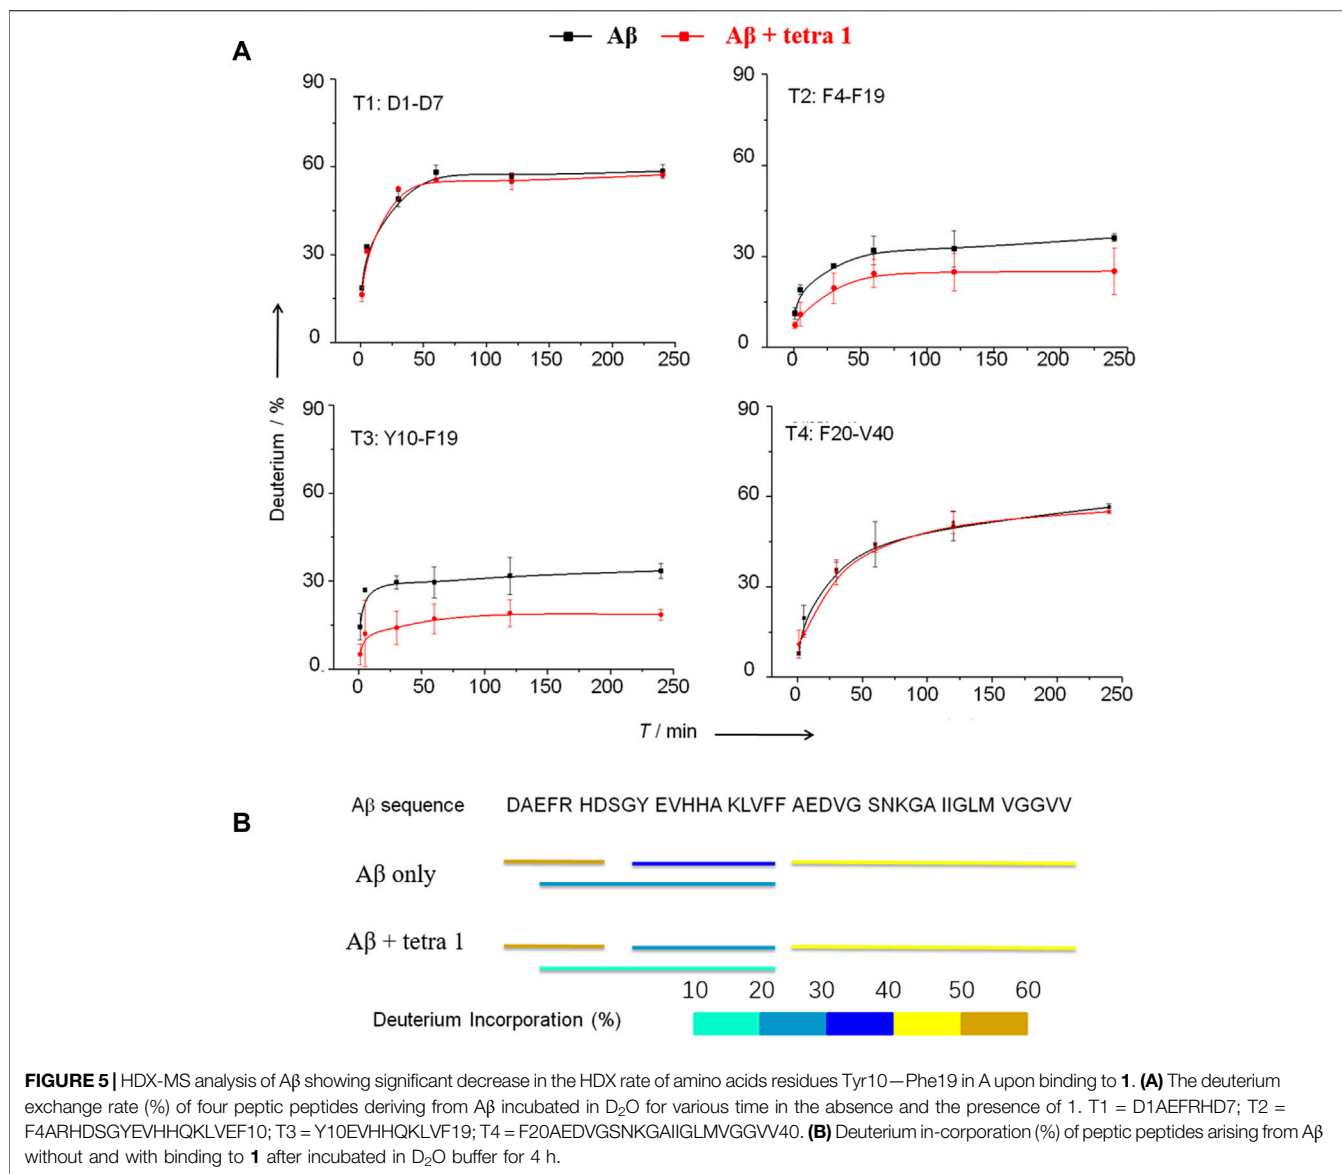 Aβ Aβ + tetra 1
A
90
60
30
0
T1: D1-D7
0 50 100 150 200 250
90
60
30
0
T2: F4-F19
0 50 100 150 200 250
Deuterium / %
90
60
30
0
T3: Y10-F19
0 50 100 150 200 250
90
60
30
0
T4: F20-V40
0 50 100 150 200 250
T / min
B
Aβ sequence DAEFR HDSGY EVHHA KLVFF AEDVG SNKGA IIGLM VGGVV
Aβ only
Aβ + tetra 1
10 20 30 40 50 60
Deuterium Incorporation (%)
FIGURE 5 | HDX-MS analysis of Aβ showing significant decrease in the HDX rate of amino acids residues Tyr10—Phe19 in A upon binding to 1. (A) The deuterium
exchange rate (%) of four peptic peptides deriving from Aβ incubated in D₂O for various time in the absence and the presence of 1. T1 = D1AEFRHD7; T2 =
F4ARHDSGYEVHHQKLVEF10; T3 = Y10EVHHQKLVF19; T4 = F20AEDVGSNKGAIIGLMVGGVV40. (B) Deuterium in-corporation (%) of peptic peptides arising from Aβ
without and with binding to 1 after incubated in D₂O buffer for 4 h.